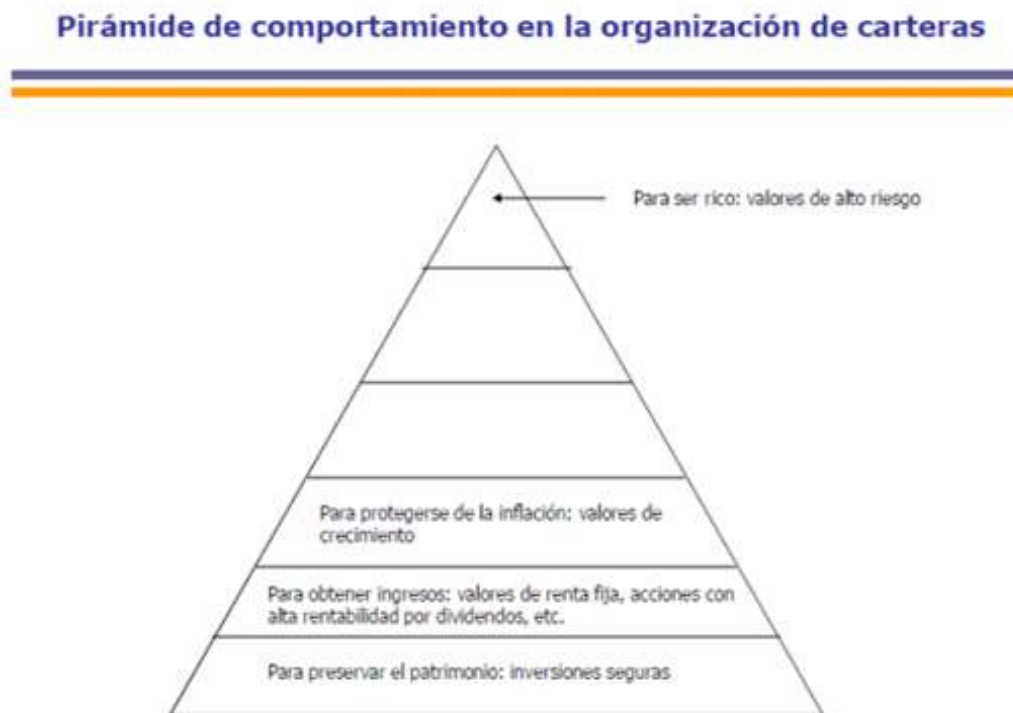 Pirámide de comportamiento en la organización de carteras
Para ser rico: valores de alto riesgo
Para protegerse de la inflación: valores de
crecimiento
Para obtener ingresos: valores de renta fija, acciones con
alta rentabilidad por dividendos, etc.
Para preservar el patrimonio: inversiones seguras